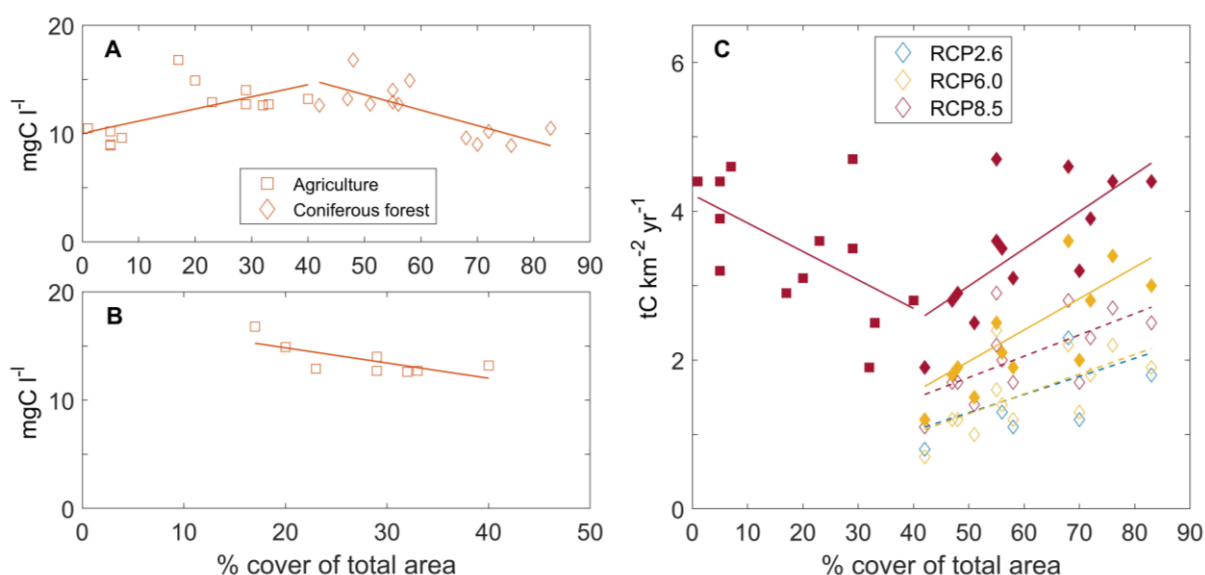 A
20
10
0
mgC l⁻¹
Agriculture
Coniferous forest
0 10 20 30 40 50 60 70 80 90
B
20
10
0
mgC l⁻¹
0 10 20 30 40 50
% cover of total area
C
RCP2.6
RCP6.0
RCP8.5
6
4
2
0
tC km⁻² yr⁻¹
0 10 20 30 40 50 60 70 80 90
% cover of total area